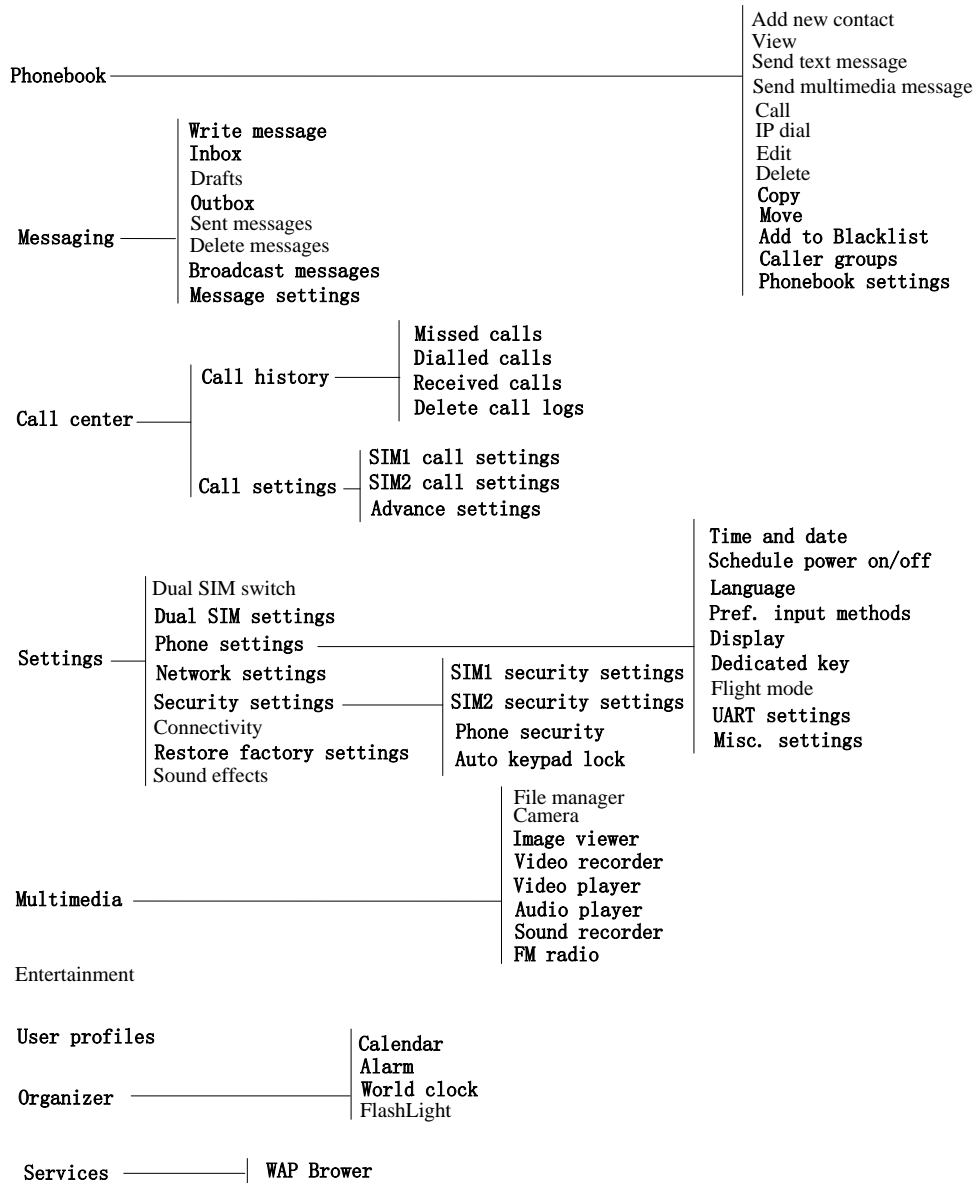 Phonebook
Add new contact
View
Send text message
Send multimedia message
Call
IP dial
Edit
Delete
Copy
Move
Add to Blacklist
Caller groups
Phonebook settings
Messaging
Write message
Inbox
Drafts
Outbox
Sent messages
Delete messages
Broadcast messages
Message settings
Call center
Call history
Missed calls
Dialled calls
Received calls
Delete call logs
Call settings
SIM1 call settings
SIM2 call settings
Advance settings
Settings
Dual SIM switch
Dual SIM settings
Phone settings
Time and date
Schedule power on/off
Language
Pref. input methods
Display
Dedicated key
Flight mode
UART settings
Misc. settings
Network settings
Security settings
SIM1 security settings
SIM2 security settings
Phone security
Auto keypad lock
Connectivity
Restore factory settings
Sound effects
Multimedia
File manager
Camera
Image viewer
Video recorder
Video player
Audio player
Sound recorder
FM radio
Entertainment
User profiles
Organizer
Calendar
Alarm
World clock
FlashLight
Services
WAP Brower